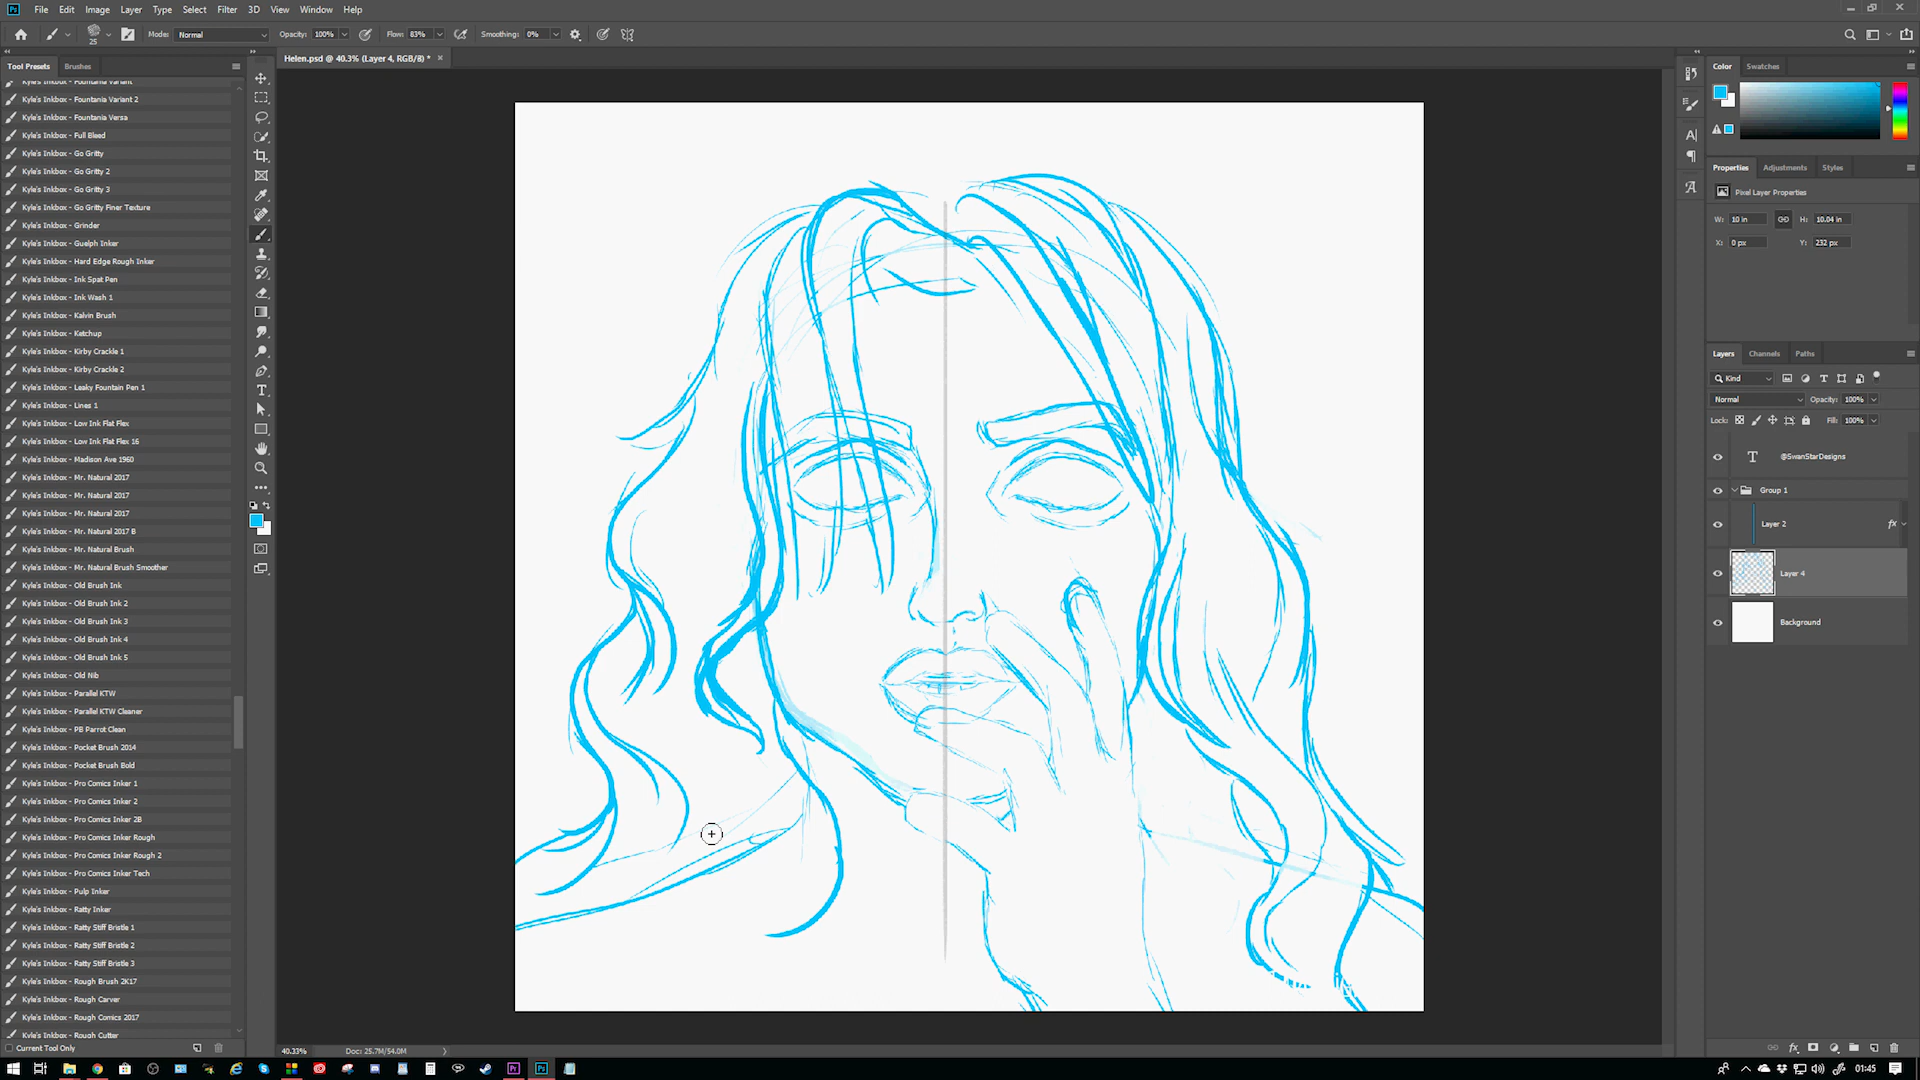 Ps File Edit Image Layer Type Select Filter 3D View Window Help
25 Mode: Normal Opacity: 100% Flow: 83% Smoothing: 0%
Tool Presets Brushes
Helen.psd @ 40.3% (Layer 4, RGB/8) * ×
Kyle's Inkbox - Fountania Variant
Kyle's Inkbox - Fountania Variant 2
Kyle's Inkbox - Fountania Versa
Kyle's Inkbox - Full Bleed
Kyle's Inkbox - Go Gritty
Kyle's Inkbox - Go Gritty 2
Kyle's Inkbox - Go Gritty 3
Kyle's Inkbox - Go Gritty Finer Texture
Kyle's Inkbox - Grinder
Kyle's Inkbox - Guelph Inker
Kyle's Inkbox - Hard Edge Rough Inker
Kyle's Inkbox - Ink Spat Pen
Kyle's Inkbox - Ink Wash 1
Kyle's Inkbox - Kalvin Brush
Kyle's Inkbox - Ketchup
Kyle's Inkbox - Kirby Crackle 1
Kyle's Inkbox - Kirby Crackle 2
Kyle's Inkbox - Leaky Fountain Pen 1
Kyle's Inkbox - Lines 1
Kyle's Inkbox - Low Ink Flat Flex
Kyle's Inkbox - Low Ink Flat Flex 16
Kyle's Inkbox - Madison Ave 1960
Kyle's Inkbox - Mr. Natural 2017
Kyle's Inkbox - Mr. Natural 2017
Kyle's Inkbox - Mr. Natural 2017
Kyle's Inkbox - Mr. Natural 2017 B
Kyle's Inkbox - Mr. Natural Brush
Kyle's Inkbox - Mr. Natural Brush Smoother
Kyle's Inkbox - Old Brush Ink
Kyle's Inkbox - Old Brush Ink 2
Kyle's Inkbox - Old Brush Ink 3
Kyle's Inkbox - Old Brush Ink 4
Kyle's Inkbox - Old Brush Ink 5
Kyle's Inkbox - Old Nib
Kyle's Inkbox - Parallel KTW
Kyle's Inkbox - Parallel KTW Cleaner
Kyle's Inkbox - PB Parrot Clean
Kyle's Inkbox - Pocket Brush 2014
Kyle's Inkbox - Pocket Brush Bold
Kyle's Inkbox - Pro Comics Inker 1
Kyle's Inkbox - Pro Comics Inker 2
Kyle's Inkbox - Pro Comics Inker 2B
Kyle's Inkbox - Pro Comics Inker Rough
Kyle's Inkbox - Pro Comics Inker Rough 2
Kyle's Inkbox - Pro Comics Inker Tech
Kyle's Inkbox - Pulp Inker
Kyle's Inkbox - Ratty Inker
Kyle's Inkbox - Ratty Stiff Bristle 1
Kyle's Inkbox - Ratty Stiff Bristle 2
Kyle's Inkbox - Ratty Stiff Bristle 3
Kyle's Inkbox - Rough Brush 2K17
Kyle's Inkbox - Rough Carver
Kyle's Inkbox - Rough Comics 2017
Kyle's Inkbox - Rough Cutter
Current Tool Only
40.33% Doc: 25.7M/54.0M
Color Swatches
Properties Adjustments Styles
Pixel Layer Properties
W: 10 in H: 10.04 in
X: 0 px Y: 232 px
Layers Channels Paths
Kind
Normal Opacity: 100%
Lock: Fill: 100%
T @SwanStarDesigns
Group 1
Layer 2 fx
Layer 4
Background
fx
01:45